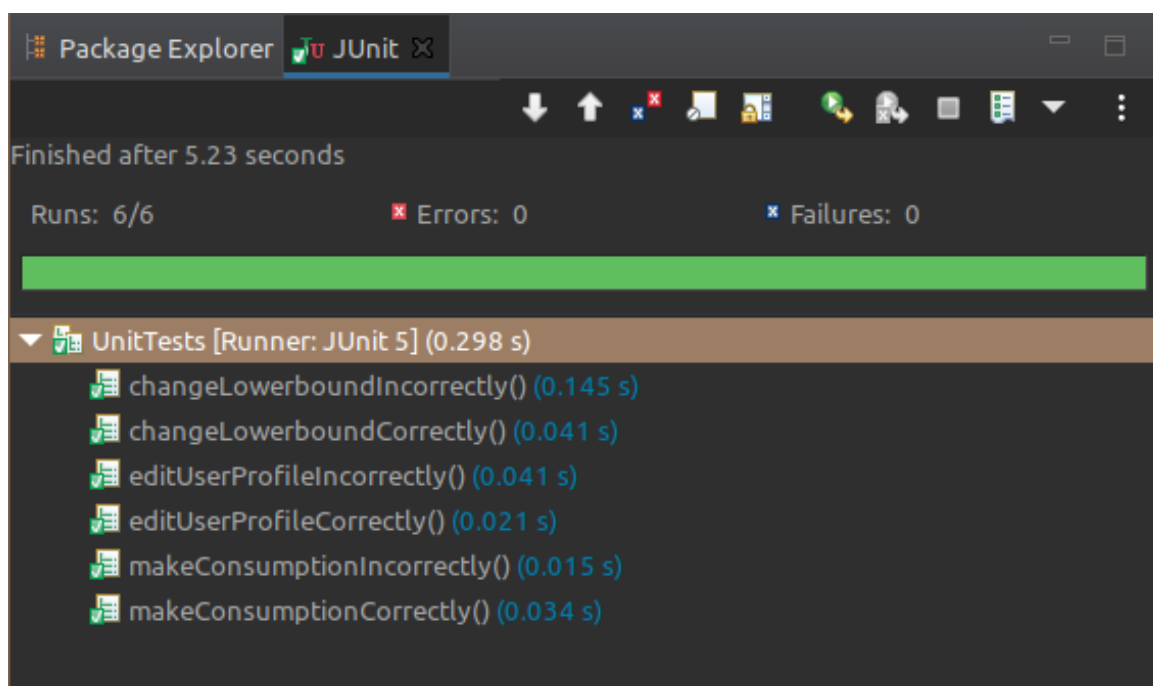 Package Explorer JUnit
Finished after 5.23 seconds
Runs: 6/6 Errors: 0 Failures: 0
UnitTests [Runner: JUnit 5] (0.298 s)
changeLowerboundIncorrectly() (0.145 s)
changeLowerboundCorrectly() (0.041 s)
editUserProfileIncorrectly() (0.041 s)
editUserProfileCorrectly() (0.021 s)
makeConsumptionIncorrectly() (0.015 s)
makeConsumptionCorrectly() (0.034 s)